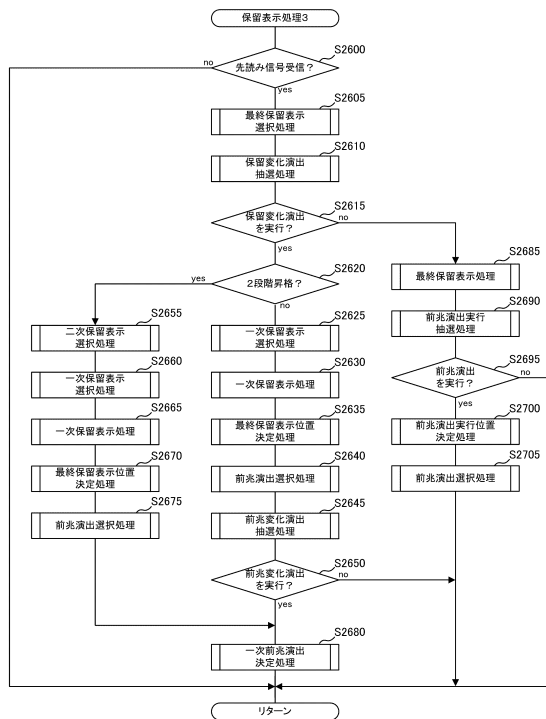 保留表示処理3
S2600
先読み信号受信？
no
yes
S2605
最終保留表示
選択処理
S2610
保留変化演出
抽選処理
S2615
保留変化演出
を実行？
no
yes
S2620
2段階昇格？
yes
no
S2655
二次保留表示
選択処理
S2660
一次保留表示
選択処理
S2665
一次保留表示処理
S2670
最終保留表示位置
決定処理
S2675
前兆演出選択処理
S2625
一次保留表示
選択処理
S2630
一次保留表示処理
S2635
最終保留表示位置
決定処理
S2640
前兆演出選択処理
S2645
前兆変化演出
抽選処理
S2650
前兆変化演出
を実行？
no
yes
S2685
最終保留表示処理
S2690
前兆演出実行
抽選処理
S2695
前兆演出
を実行？
no
yes
S2700
前兆演出実行位置
決定処理
S2705
前兆演出選択処理
S2680
一次前兆演出
決定処理
リターン